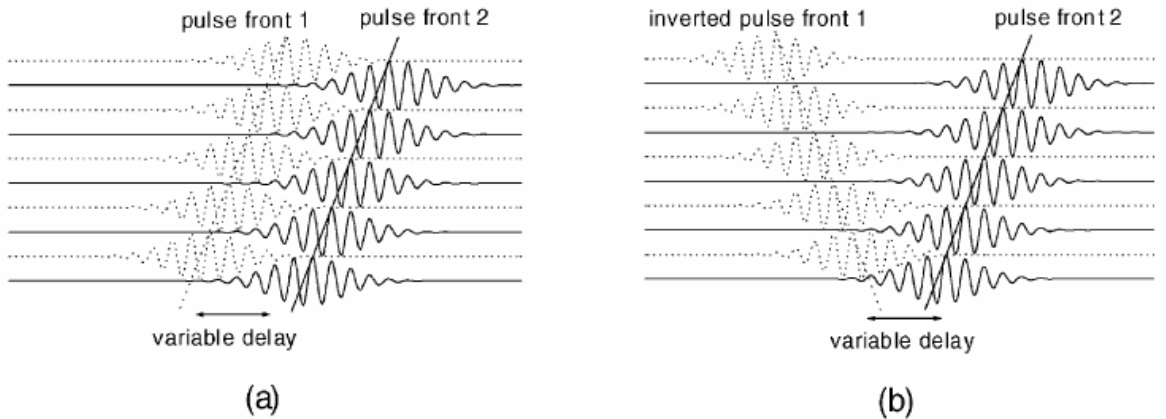 pulse front 1
pulse front 2
variable delay
(a)
inverted pulse front 1
pulse front 2
variable delay
(b)